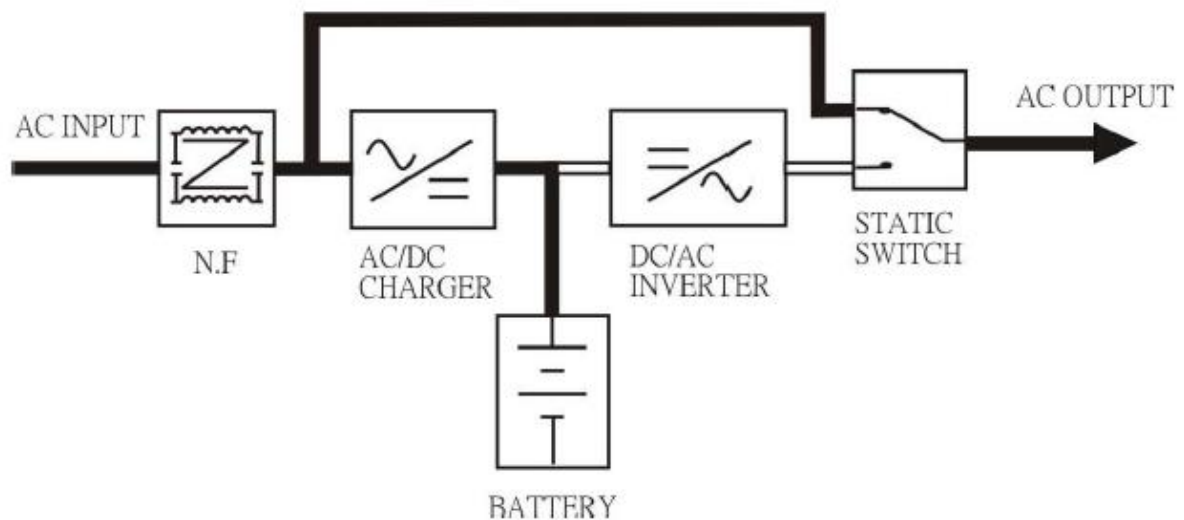 AC INPUT
N.F
AC/DC
CHARGER
BATTERY
DC/AC
INVERTER
STATIC
SWITCH
AC OUTPUT